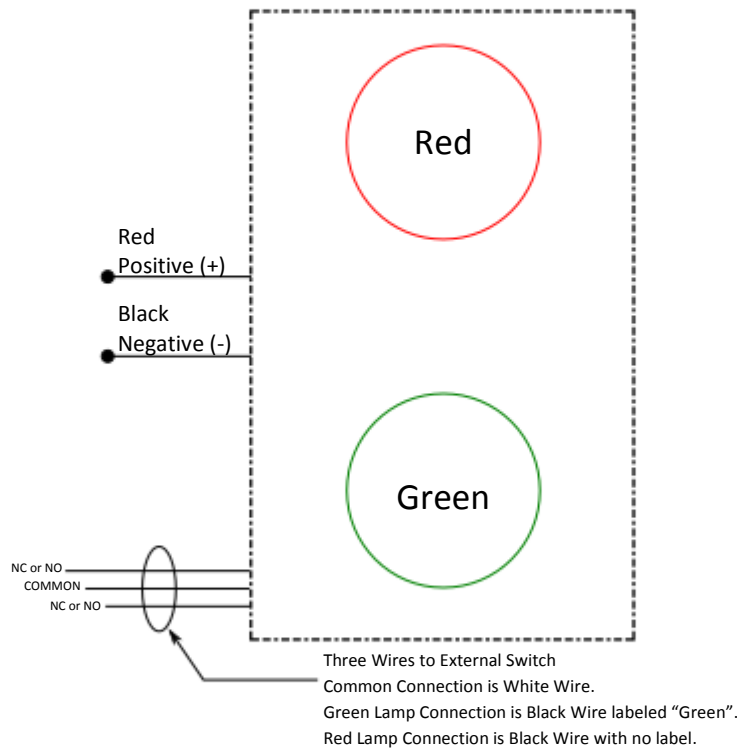 Red
Red
Positive (+)
Black
Negative (-)
Green
NC or NO
COMMON
NC or NO
Three Wires to External Switch
Common Connection is White Wire.
Green Lamp Connection is Black Wire labeled “Green”.
Red Lamp Connection is Black Wire with no label.